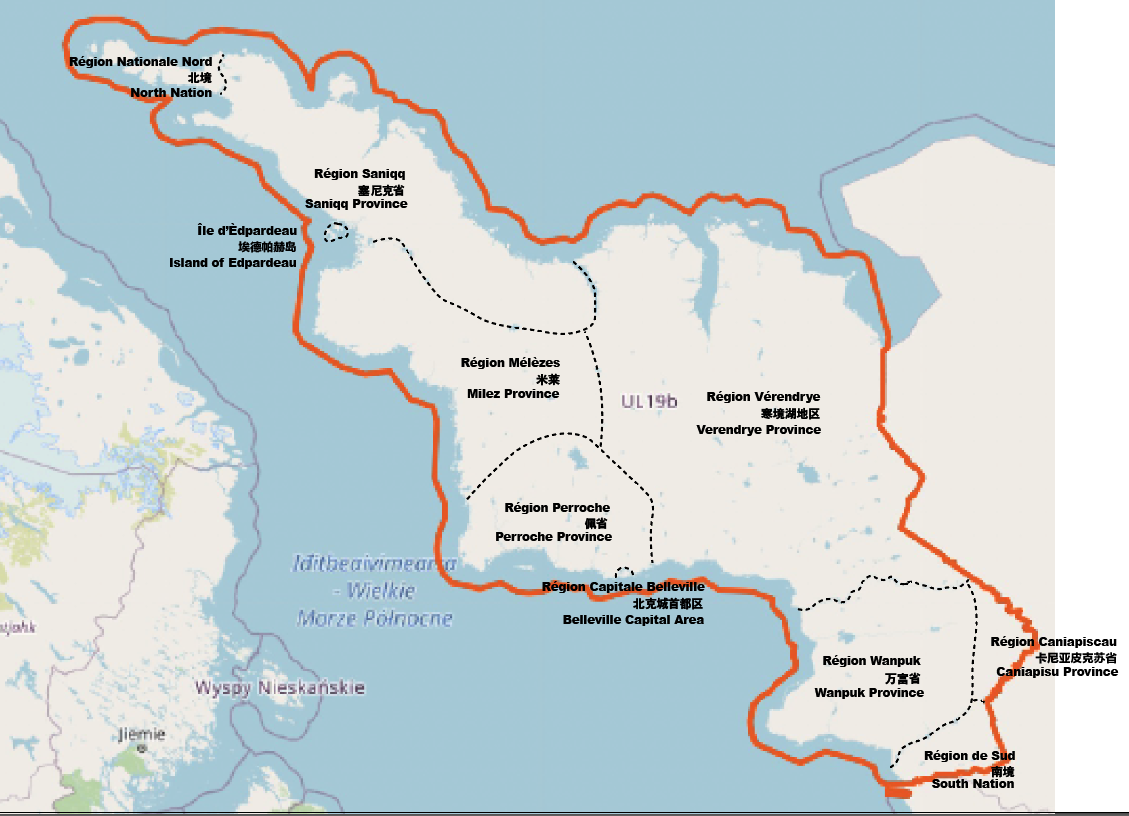 Région Nationale Nord
北境
North Nation
Région Saniqq
塞尼克省
Saniqq Province
Île d'Èdpardeau
埃德帕赫岛
Island of Edpardeau
Région Mélèzes
米莱
Milez Province
UL19b
Région Vérendrye
寒境湖地区
Verendrye Province
Région Perroche
佩省
Perroche Province
Iditbeaivimearra
- Wielkie
Morze Północne
Région Capitale Belleville
北克城首都区
Belleville Capital Area
Région Caniapiscau
卡尼亚皮克苏省
Caniapisu Province
Région Wanpuk
万富省
Wanpuk Province
Wyspy Nieskańskie
Jiemie
Région de Sud
南境
South Nation